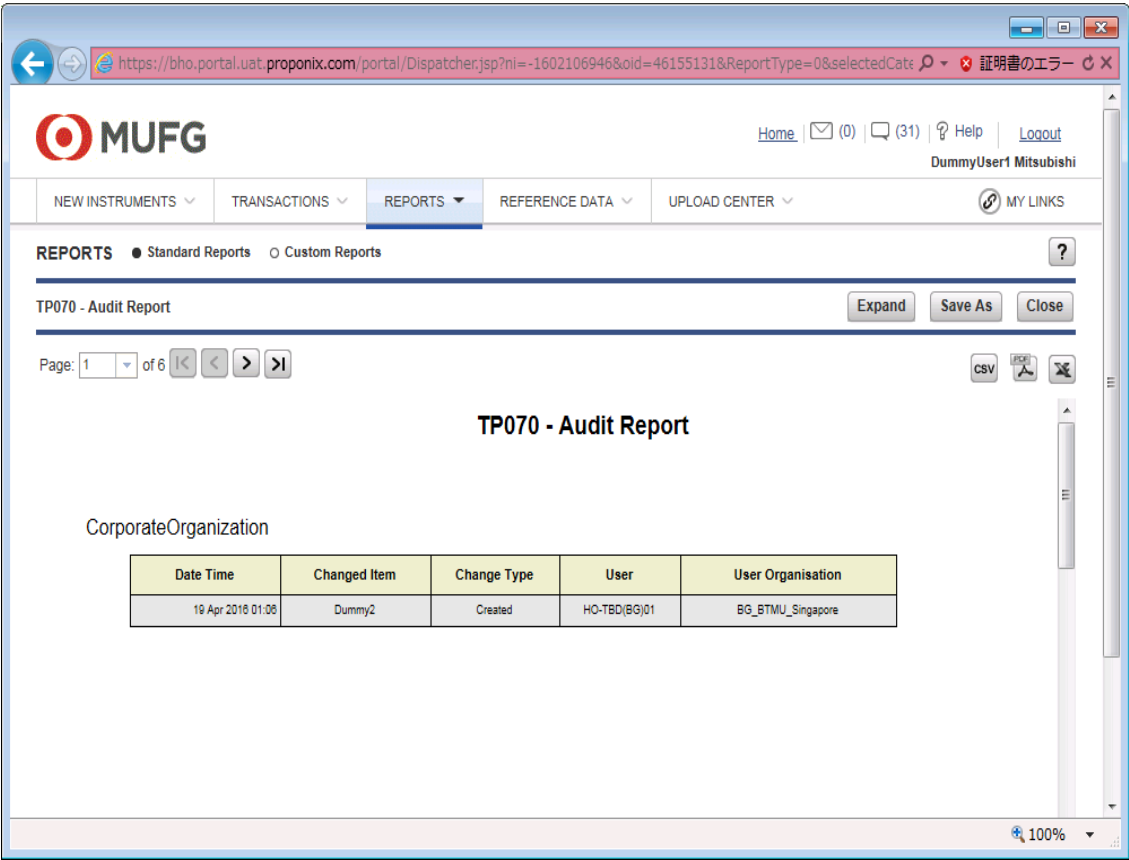 https://bho.portal.uat.proponix.com/portal/Dispatcher.jsp?ni=-1602106946&oid=46155131&ReportType=0&selectedCate 証明書のエラー
MUFG
Home (0) (31) Help Logout
DummyUser1 Mitsubishi
NEW INSTRUMENTS TRANSACTIONS REPORTS REFERENCE DATA UPLOAD CENTER MY LINKS
REPORTS Standard Reports Custom Reports ?
TP070 - Audit Report Expand Save As Close
Page: 1 of 6 CSV PDF
TP070 - Audit Report
CorporateOrganization
Date Time Changed Item Change Type User User Organisation
19 Apr 2016 01:06 Dummy2 Created HO-TBD(BG)01 BG_BTMU_Singapore
100%